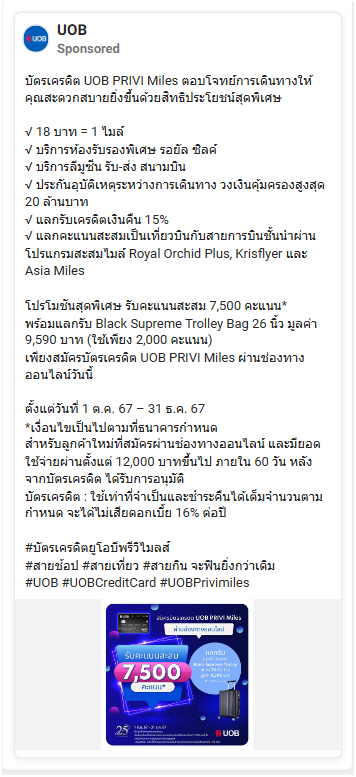 UOB
Sponsored
บัตรเครดิต UOB PRIVI Miles ตอบโจทย์การเดินทางให้
คุณสะดวกสบายยิ่งขึ้นด้วยสิทธิประโยชน์สุดพิเศษ
√ 18 บาท = 1 ไมล์
√ บริการห้องรับรองพิเศษ รอยัล ซิลค์
√ บริการลีมูซีน รับ-ส่ง สนามบิน
√ ประกันอุบัติเหตุระหว่างการเดินทาง วงเงินคุ้มครองสูงสุด
20 ล้านบาท
√ แลกรับเครดิตเงินคืน 15%
√ แลกคะแนนสะสมเป็นเที่ยวบินกับสายการบินชั้นนำผ่าน
โปรแกรมสะสมไมล์ Royal Orchid Plus, Krisflyer และ
Asia Miles
โปรโมชันสุดพิเศษ รับคะแนนสะสม 7,500 คะแนน*
พร้อมแลกรับ Black Supreme Trolley Bag 26 นิ้ว มูลค่า
9,590 บาท (ใช้เพียง 2,000 คะแนน)
เพียงสมัครบัตรเครดิต UOB PRIVI Miles ผ่านช่องทาง
ออนไลน์วันนี้
ตั้งแต่วันที่ 1 ต.ค. 67 – 31 ธ.ค. 67
*เงื่อนไขเป็นไปตามที่ธนาคารกำหนด
สำหรับลูกค้าใหม่ที่สมัครผ่านช่องทางออนไลน์ และมียอด
ใช้จ่ายผ่านตั้งแต่ 12,000 บาทขึ้นไป ภายใน 60 วัน หลัง
จากบัตรเครดิต ได้รับการอนุมัติ
บัตรเครดิต : ใช้เท่าที่จำเป็นและชำระคืนได้เต็มจำนวนตาม
กำหนด จะได้ไม่เสียดอกเบี้ย 16% ต่อปี
#บัตรเครดิตยูโอบีพรีวิไมลส์
#สายช้อป #สายเที่ยว #สายกิน จะฟินยิ่งกว่าเดิม
#UOB #UOBCreditCard #UOBPrivimiles
สมัครบัตรเครดิต UOB PRIVI Miles
ผ่านช่องทางออนไลน์
รับคะแนนสะสม
7,500
คะแนน*
แลกรับ
Black Supreme Trolley
25
UOB